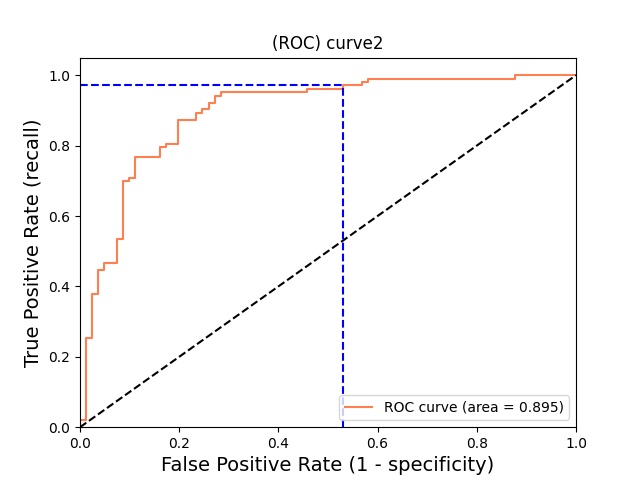 (ROC) curve2
1.0
0.8
0.6
0.4
0.2
0.0
True Positive Rate (recall)
ROC curve (area = 0.895)
0.0 0.2 0.4 0.6 0.8 1.0
False Positive Rate (1 - specificity)